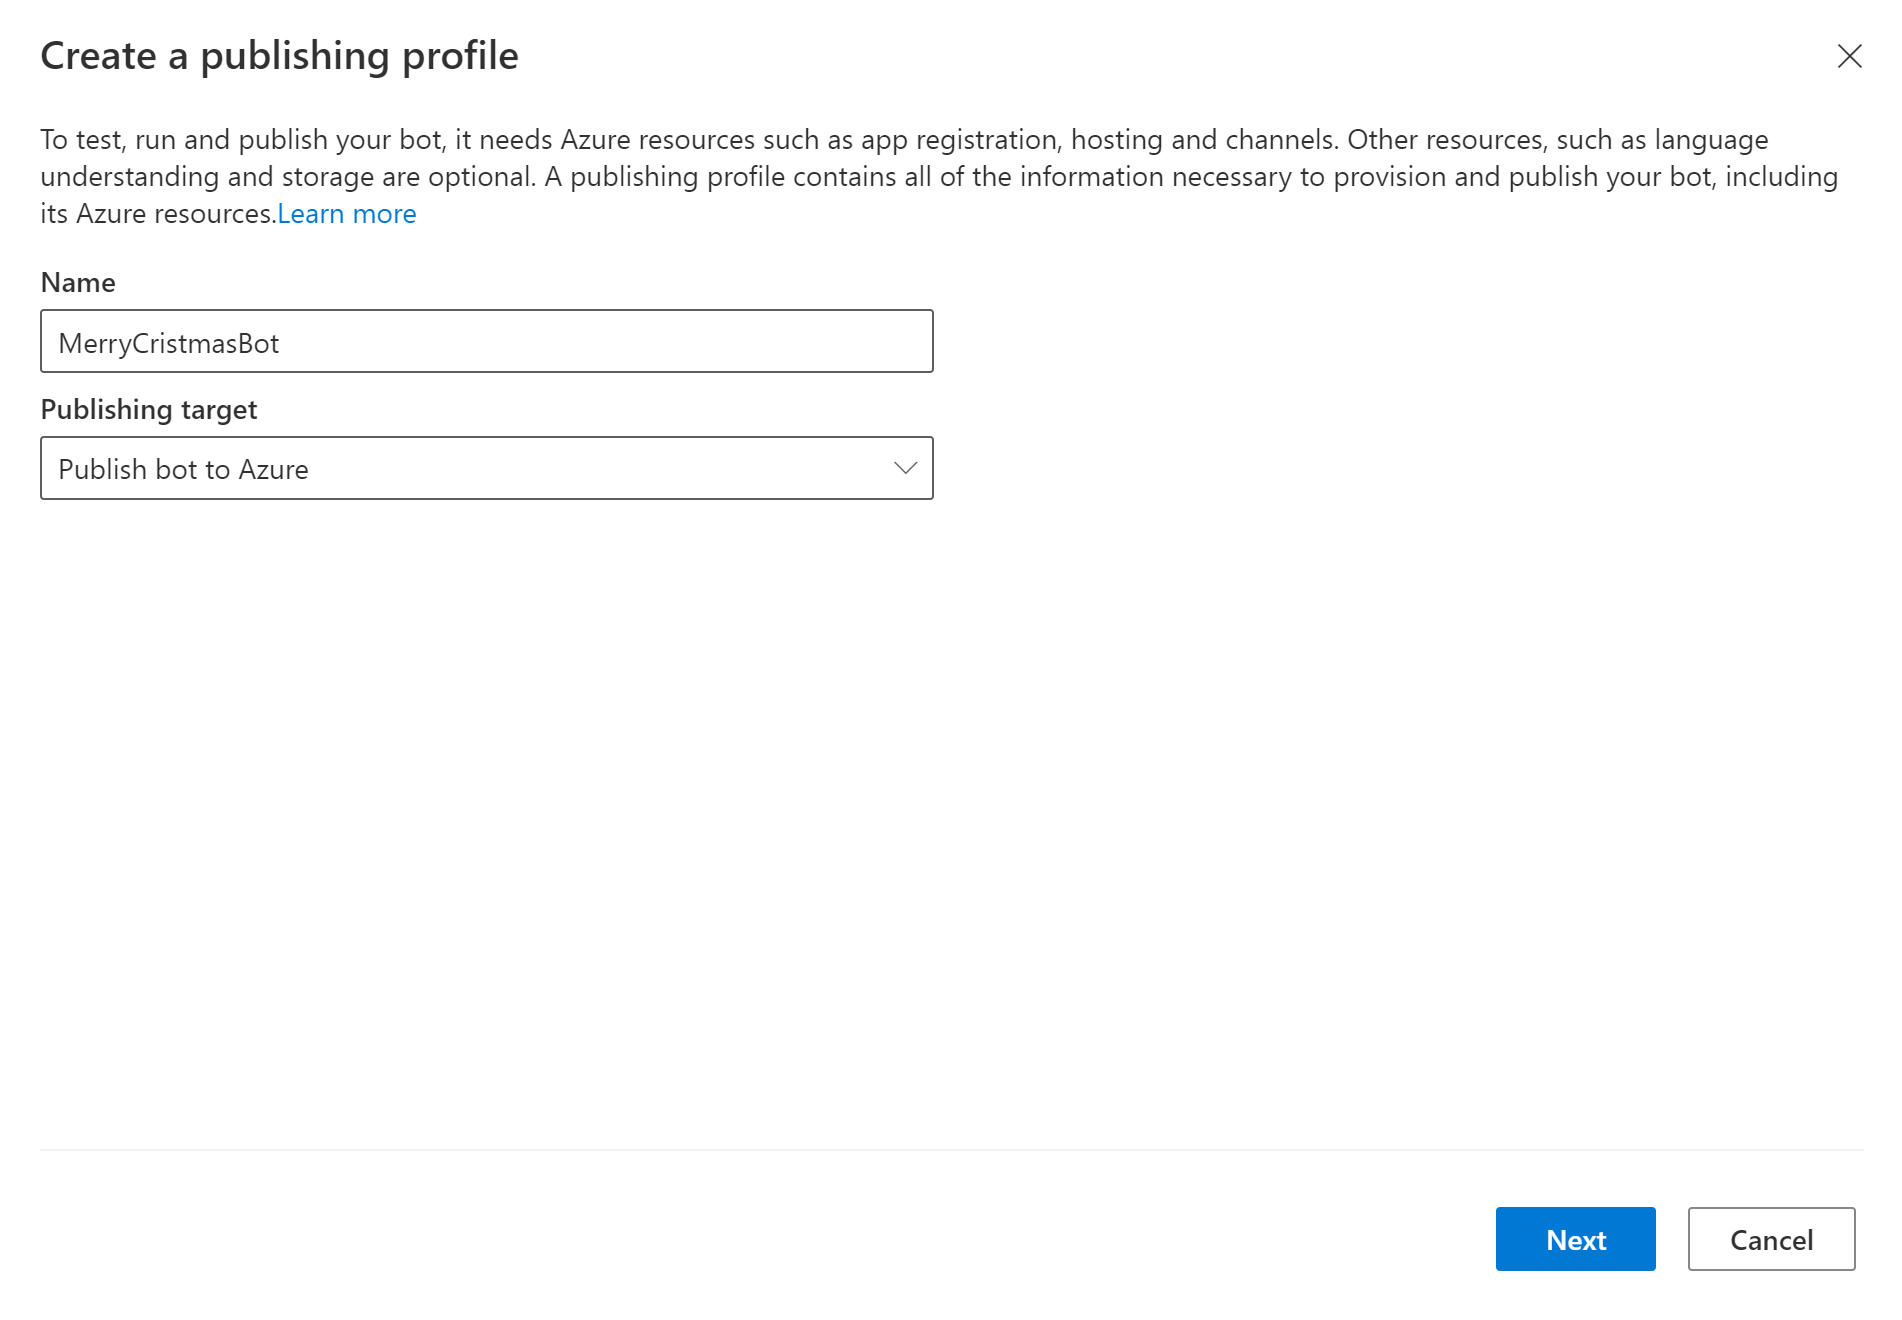 Create a publishing profile
To test, run and publish your bot, it needs Azure resources such as app registration, hosting and channels. Other resources, such as language
understanding and storage are optional. A publishing profile contains all of the information necessary to provision and publish your bot, including
its Azure resources.Learn more
Name
MerryCristmasBot
Publishing target
Publish bot to Azure
Next
Cancel